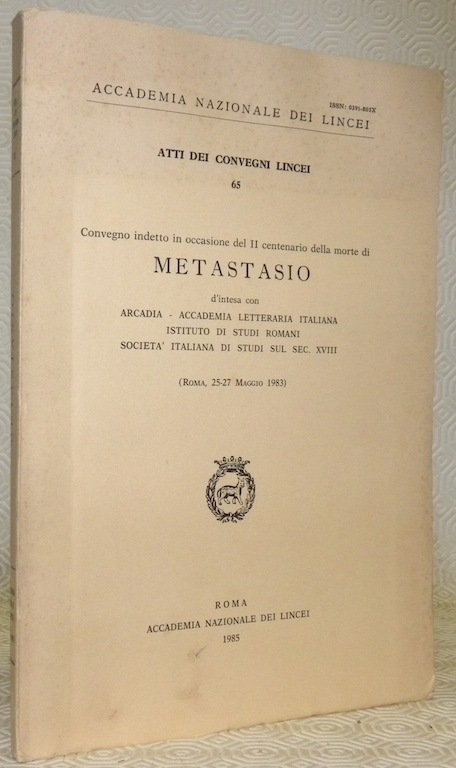 ISSN: 0391-805X
ACCADEMIA NAZIONALE DEI LINCEI
ATTI DEI CONVEGNI LINCEI
65
Convegno indetto in occasione del II centenario della morte di
METASTASIO
d'intesa con
ARCADIA - ACCADEMIA LETTERARIA ITALIANA
ISTITUTO DI STUDI ROMANI
SOCIETA' ITALIANA DI STUDI SUL SEC. XVIII
(ROMA, 25-27 MAGGIO 1983)
ROMA
ACCADEMIA NAZIONALE DEI LINCEI
1985